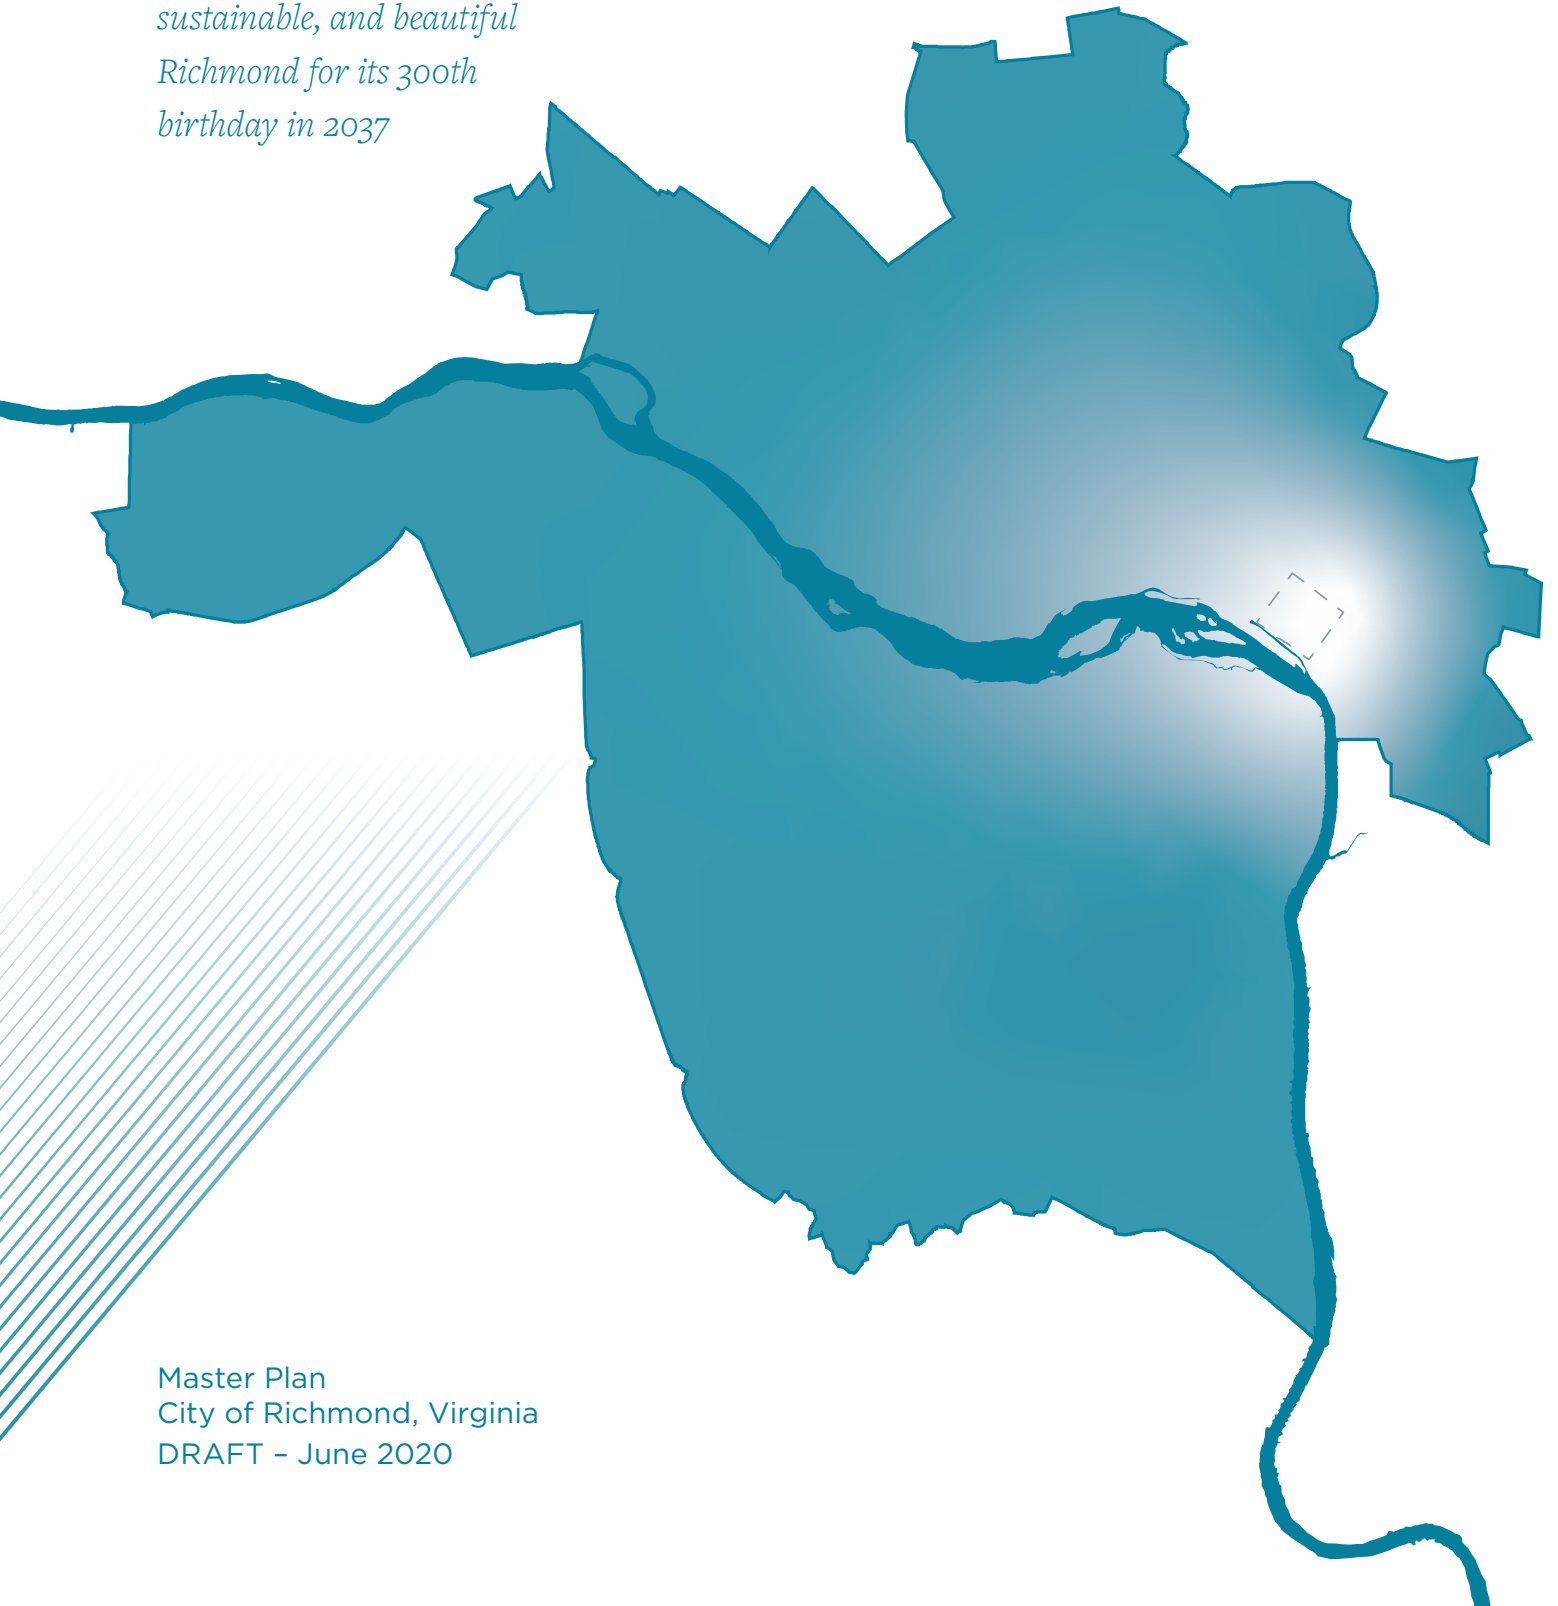 sustainable, and beautiful
Richmond for its 300th
birthday in 2037
Master Plan
City of Richmond, Virginia
DRAFT – June 2020